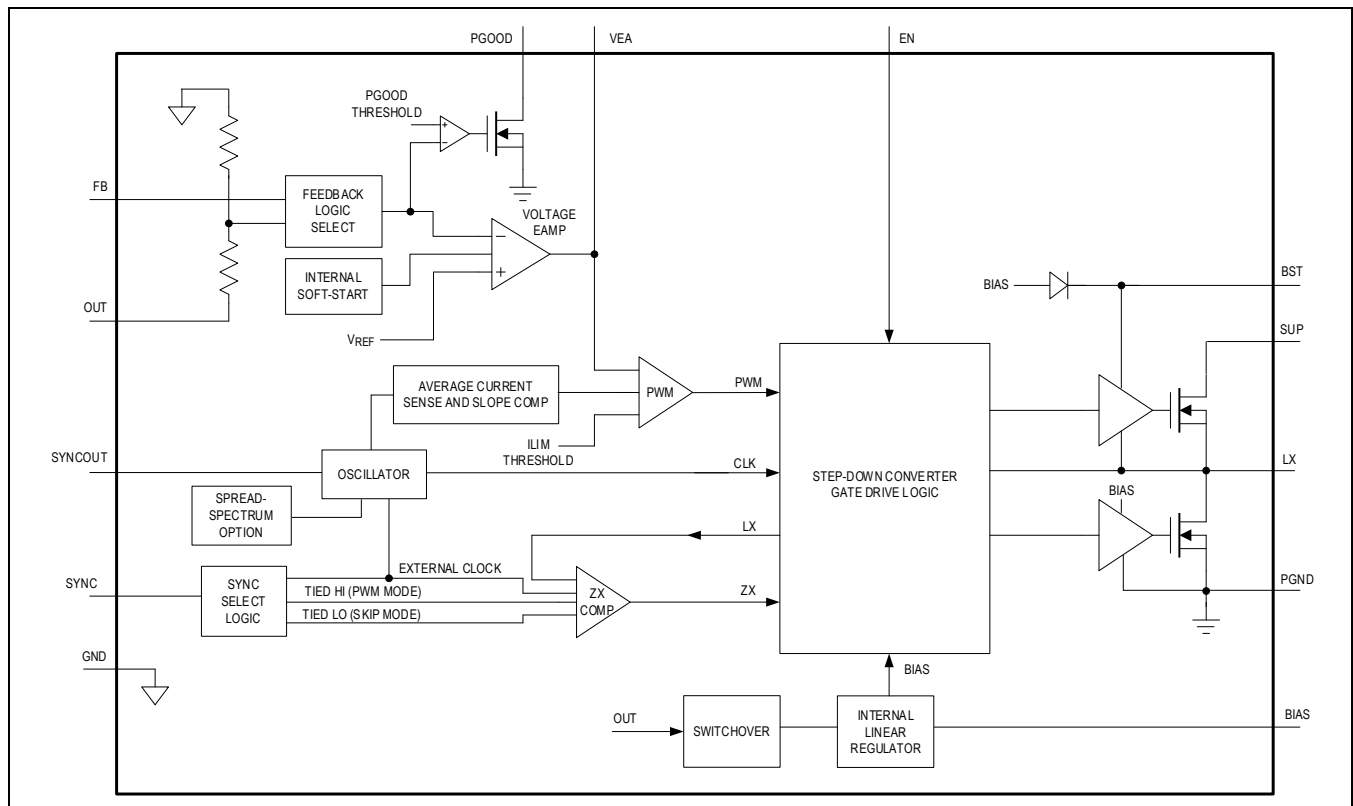 PGOOD
VEA
EN
PGOOD
THRESHOLD
+
−
FB
FEEDBACK
LOGIC
SELECT
VOLTAGE
EAMP
−
+
INTERNAL
SOFT-START
OUT
VREF
BIAS
BST
SUP
AVERAGE CURRENT
SENSE AND SLOPE COMP
PWM
PWM
ILIM
THRESHOLD
SYNCOUT
OSCILLATOR
CLK
STEP-DOWN CONVERTER
GATE DRIVE LOGIC
LX
SPREAD-
SPECTRUM
OPTION
BIAS
LX
SYNC
SYNC
SELECT
LOGIC
EXTERNAL CLOCK
TIED HI (PWM MODE)
TIED LO (SKIP MODE)
ZX
COMP
ZX
PGND
GND
BIAS
OUT
SWITCHOVER
INTERNAL
LINEAR
REGULATOR
BIAS